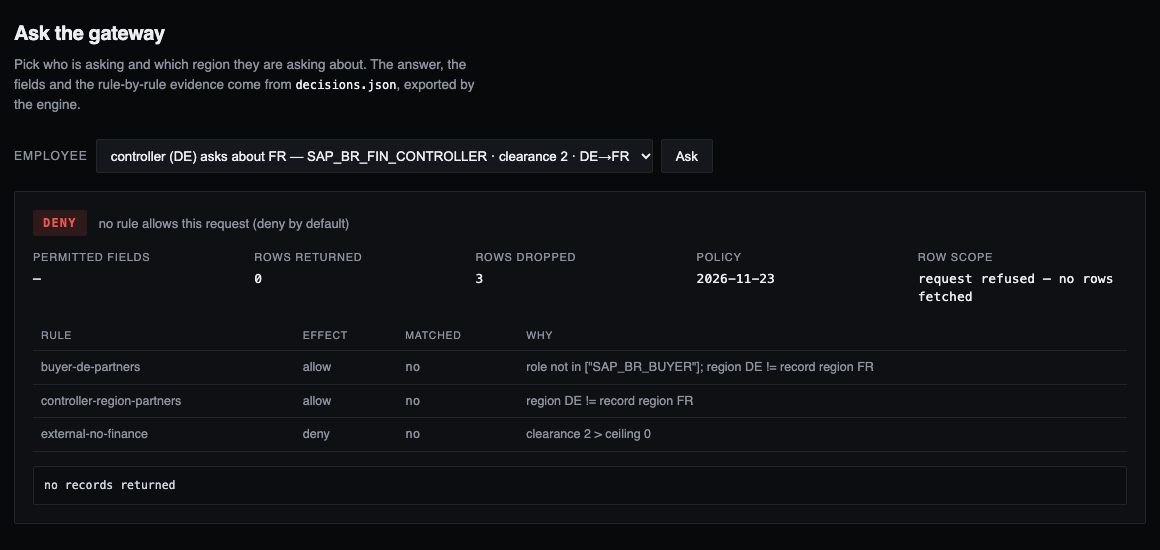 Ask the gateway
Pick who is asking and which region they are asking about. The answer, the
fields and the rule-by-rule evidence come from decisions.json, exported by
the engine.
EMPLOYEE controller (DE) asks about FR — SAP_BR_FIN_CONTROLLER · clearance 2 · DE→FR Ask
DENY no rule allows this request (deny by default)
PERMITTED FIELDS ROWS RETURNED ROWS DROPPED POLICY ROW SCOPE
— 0 3 2026-11-23 request refused — no rows
fetched
RULE EFFECT MATCHED WHY
buyer-de-partners allow no role not in ["SAP_BR_BUYER"]; region DE != record region FR
controller-region-partners allow no region DE != record region FR
external-no-finance deny no clearance 2 > ceiling 0
no records returned